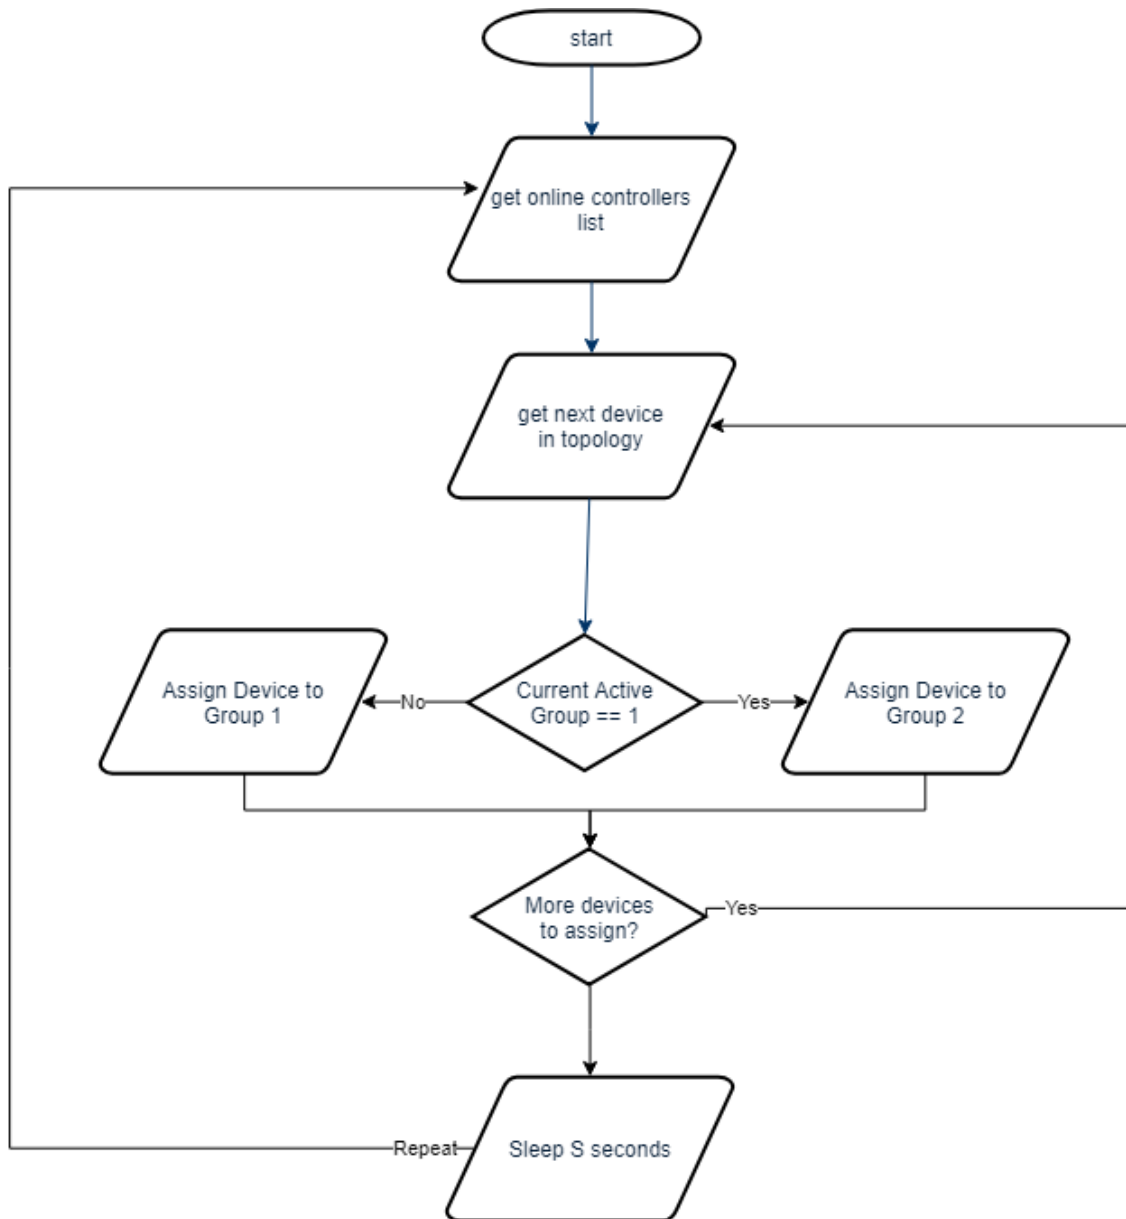 start
get online controllers
list
get next device
in topology
Assign Device to
Group 1
No
Current Active
Group == 1
Yes
Assign Device to
Group 2
More devices
to assign?
Yes
Repeat
Sleep S seconds